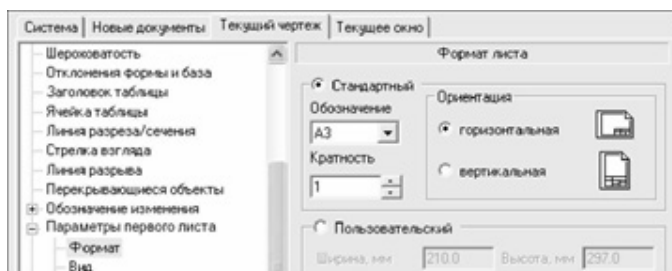 Система Новые документы Текущий чертеж Текущее окно
Шероховатость
Отклонения формы и база
Заголовок таблицы
Ячейка таблицы
Линия разреза/сечения
Стрелка взгляда
Линия разрыва
Перекрывающиеся объекты
Обозначение изменения
Параметры первого листа
Формат
Вид
Формат листа
Стандартный
Обозначение
A3
Кратность
1
Ориентация
горизонтальная
вертикальная
Пользовательский
Ширина, мм 210.0 Высота, мм 297.0